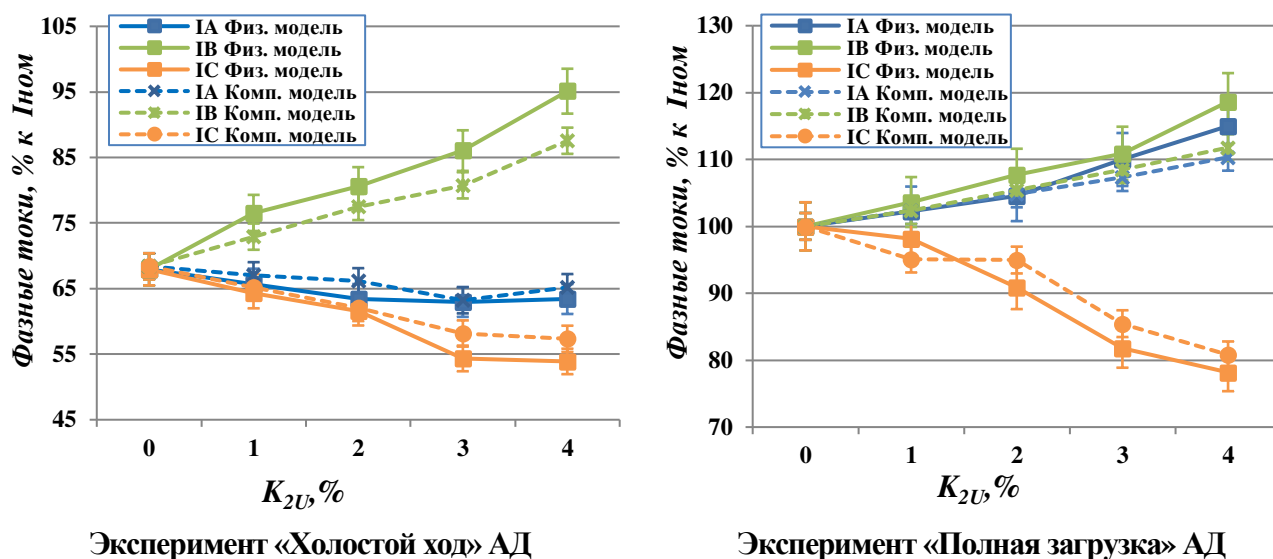 Фазные токи, % к Iном
105
95
85
75
65
55
45
IA Физ. модель
IB Физ. модель
IC Физ. модель
IA Комп. модель
IB Комп. модель
IC Комп. модель
0 1 2 3 4
K2U,%
Эксперимент «Холостой ход» АД
Фазные токи, % к Iном
130
120
110
100
90
80
70
IA Физ. модель
IB Физ. модель
IC Физ. модель
IA Комп. модель
IB Комп. модель
IC Комп. модель
0 1 2 3 4
K2U,%
Эксперимент «Полная загрузка» АД